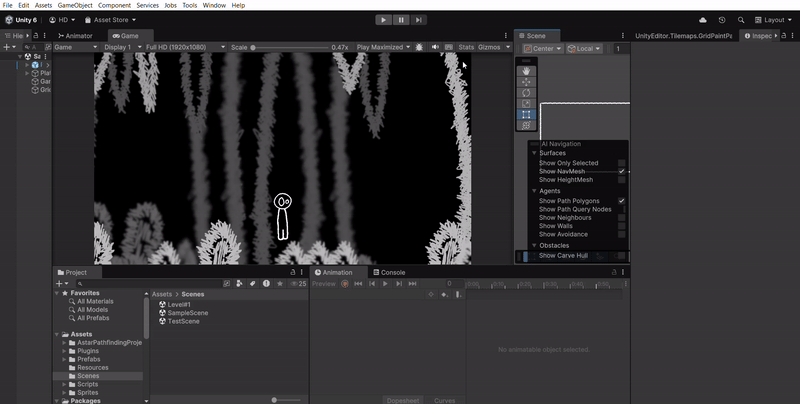 File Edit Assets GameObject Component Services Jobs Tools Window Help
Unity 6 HD Asset Store Layout
Hie Animator Game Scene UnityEditor.Tilemaps.GridPaintPa Inspec
Game Display 1 Full HD (1920x1080) Scale 0.47x Play Maximized Stats Gizmos
Center Local 1
Sa
Pla
Ga
Gri
AI Navigation
Surfaces
Show Only Selected
Show NavMesh
Show HeightMesh
Agents
Show Path Polygons
Show Path Query Nodes
Show Neighbours
Show Walls
Show Avoidance
Obstacles
Show Carve Hull
Project
25
Favorites
All Materials
All Models
All Prefabs
Assets
AstarPathfindingProje
Plugins
Prefabs
Resources
Scenes
Scripts
Sprites
Packages
Assets > Scenes
Level#1
SampleScene
TestScene
Animation Console
Preview 0
No animatable object selected.
Dopesheet Curves